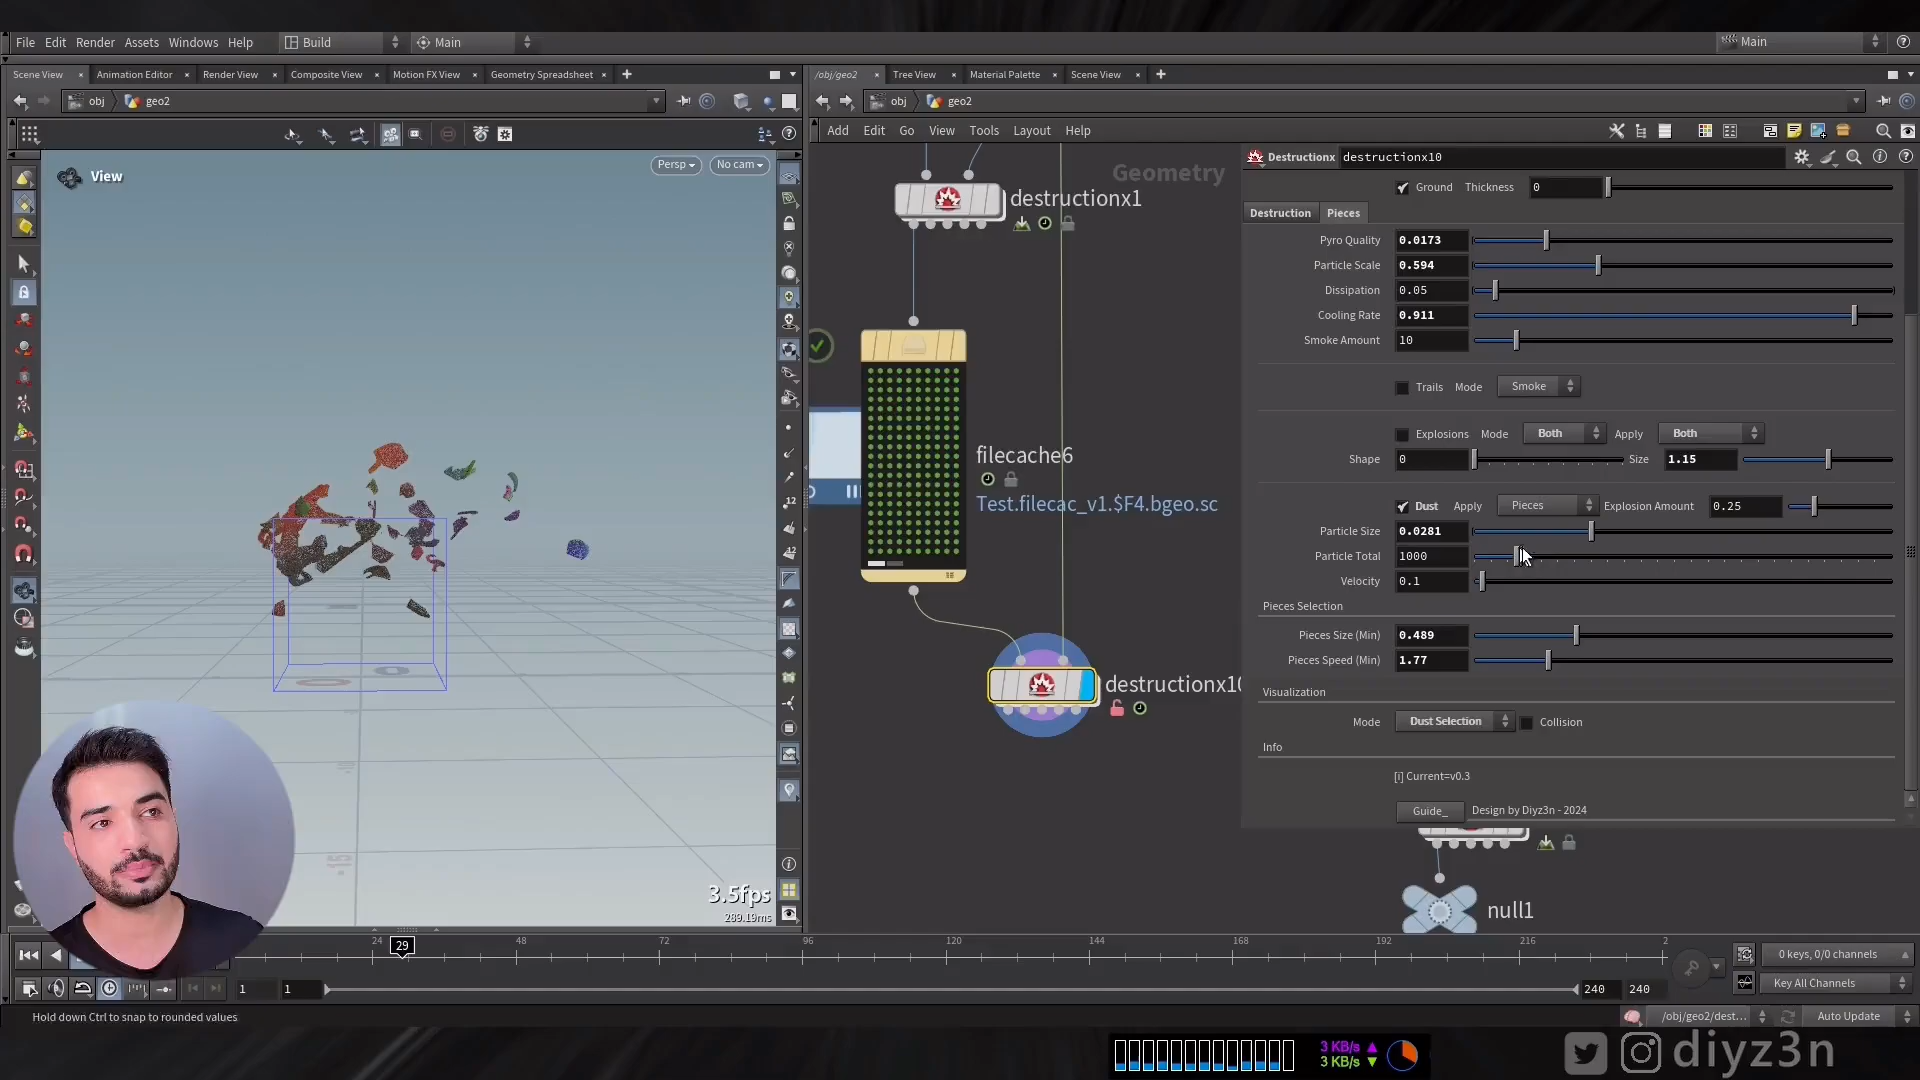 File Edit Render Assets Windows Help Build Main Main
Scene View Animation Editor Render View Composite View Motion FX View Geometry Spreadsheet
/obj/geo2 Tree View Material Palette Scene View
obj geo2
obj geo2
Add Edit Go View Tools Layout Help
View
Persp No cam
Geometry
destructionx1
filecache6
Test.filecac_v1.$F4.bgeo.sc
destructionx10
null1
Destructionx destructionx10
Ground Thickness 0
Destruction Pieces
Pyro Quality 0.0173
Particle Scale 0.594
Dissipation 0.05
Cooling Rate 0.911
Smoke Amount 10
Trails Mode Smoke
Explosions Mode Both Apply Both
Shape 0 Size 1.15
Dust Apply Pieces Explosion Amount 0.25
Particle Size 0.0281
Particle Total 1000
Velocity 0.1
Pieces Selection
Pieces Size (Min) 0.489
Pieces Speed (Min) 1.77
Visualization
Mode Dust Selection Collision
Info
[i] Current=v0.3
Guide_ Design by Diyz3n - 2024
3.5fps
289.19ms
24 29 48 72 96 120 144 168 192 216 2
0 keys, 0/0 channels
1 1 240 240 Key All Channels
Hold down Ctrl to snap to rounded values /obj/geo2/dest... Auto Update
3 KB/s
3 KB/s
diyz3n